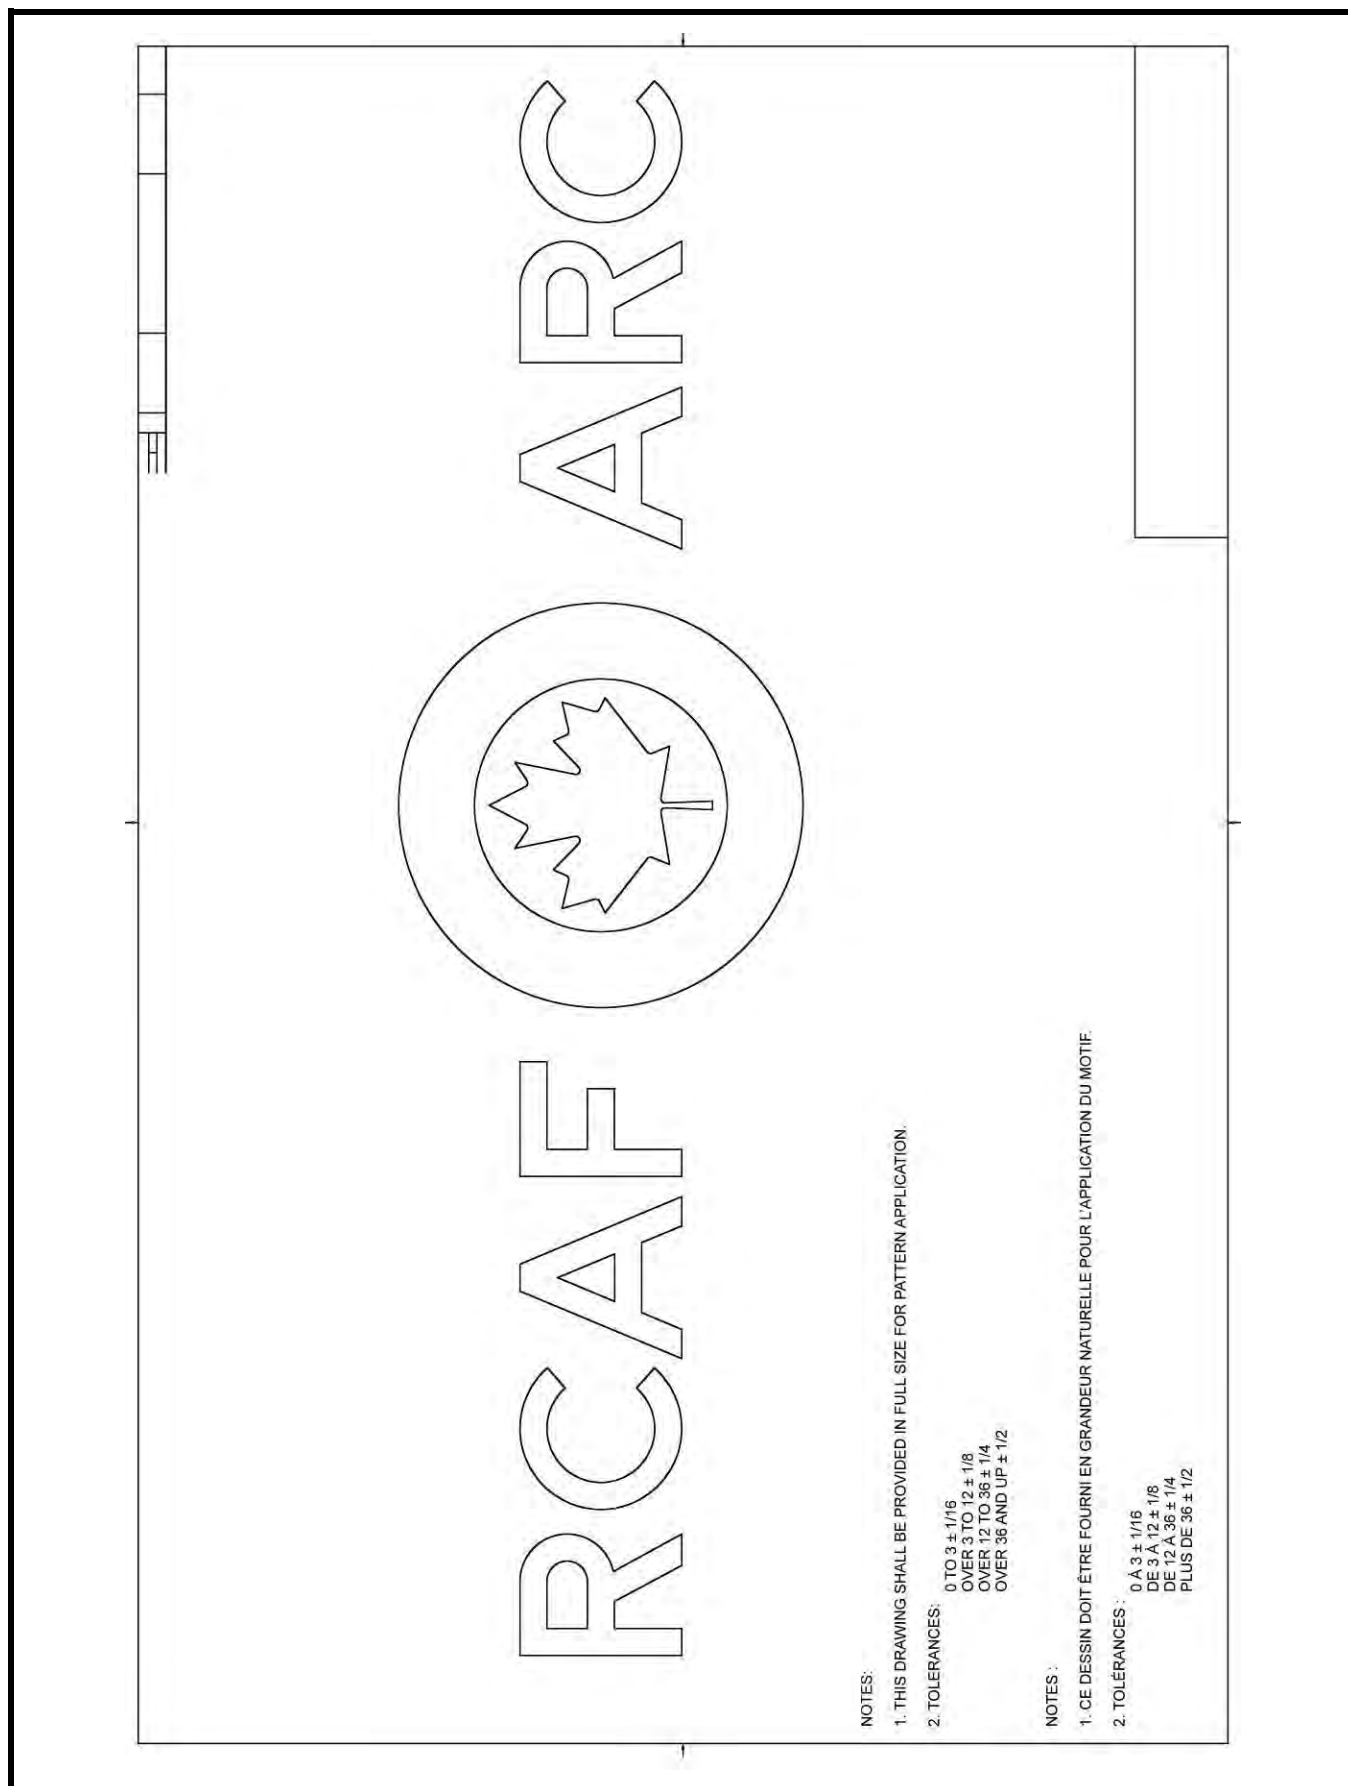 RCAF ARC
NOTES:
1. THIS DRAWING SHALL BE PROVIDED IN FULL SIZE FOR PATTERN APPLICATION.
2. TOLERANCES:
0 TO 3 ± 1/16
OVER 3 TO 12 ± 1/8
OVER 12 TO 36 ± 1/4
OVER 36 AND UP ± 1/2
NOTES :
1. CE DESSIN DOIT ÊTRE FOURNI EN GRANDEUR NATURELLE POUR L'APPLICATION DU MOTIF.
2. TOLÉRANCES :
0 À 3 ± 1/16
DE 3 À 12 ± 1/8
DE 12 À 36 ± 1/4
PLUS DE 36 ± 1/2